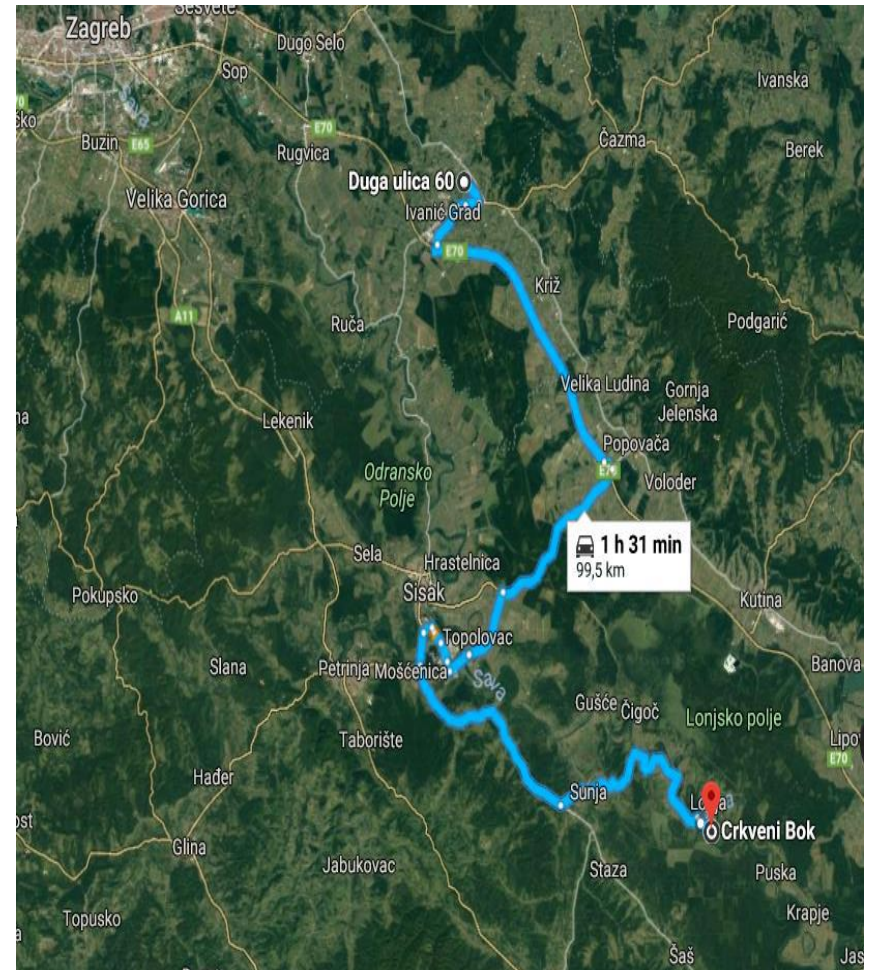 Zagreb
Dugo Selo
Sop
Ivanska
E70
Čazma
Buzin
E65
Rugvica
Berek
Duga ulica 60
Velika Gorica
Ivanić Grad
E70
Križ
A11
Ruča
Podgarić
Velika Ludina
Gornja
Jelenska
Lekenik
Popovača
Odransko
Polje
Voloder
1 h 31 min
99,5 km
Sela
Hrastelnica
Sisak
Pokupsko
Kutina
Topolovac
Slana
Petrinja
Mošćenica
Sava
Banova
Gušće
Čigoč
Lonjsko polje
Bović
Taborište
E70
Hađer
Sunja
Crkveni Bok
Glina
Jabukovac
Staza
Puska
Krapje
Topusko
Šaš
Jas